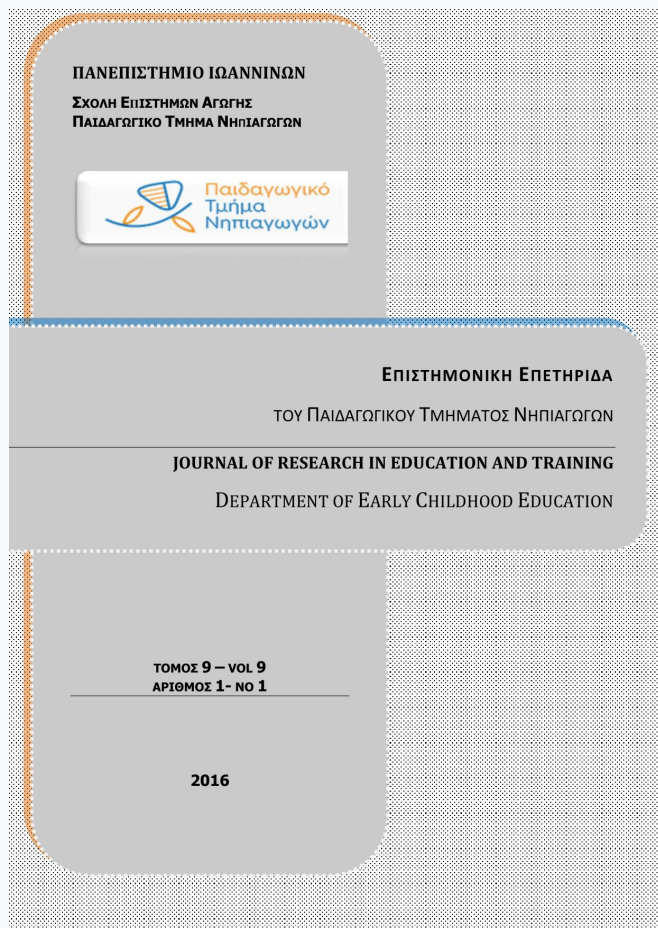 ΠΑΝΕΠΙΣΤΗΜΙΟ ΙΩΑΝΝΙΝΩΝ
ΣΧΟΛΗ ΕΠΙΣΤΗΜΩΝ ΑΓΩΓΗΣ
ΠΑΙΔΑΓΩΓΙΚΟ ΤΜΗΜΑ ΝΗΠΙΑΓΩΓΩΝ
Παιδαγωγικό
Τμήμα
Νηπιαγωγών
ΕΠΙΣΤΗΜΟΝΙΚΗ ΕΠΕΤΗΡΙΔΑ
ΤΟΥ ΠΑΙΔΑΓΩΓΙΚΟΥ ΤΜΗΜΑΤΟΣ ΝΗΠΙΑΓΩΓΩΝ
JOURNAL OF RESEARCH IN EDUCATION AND TRAINING
DEPARTMENT OF EARLY CHILDHOOD EDUCATION
ΤΟΜΟΣ 9 – VOL 9
ΑΡΙΘΜΟΣ 1- NO 1
2016